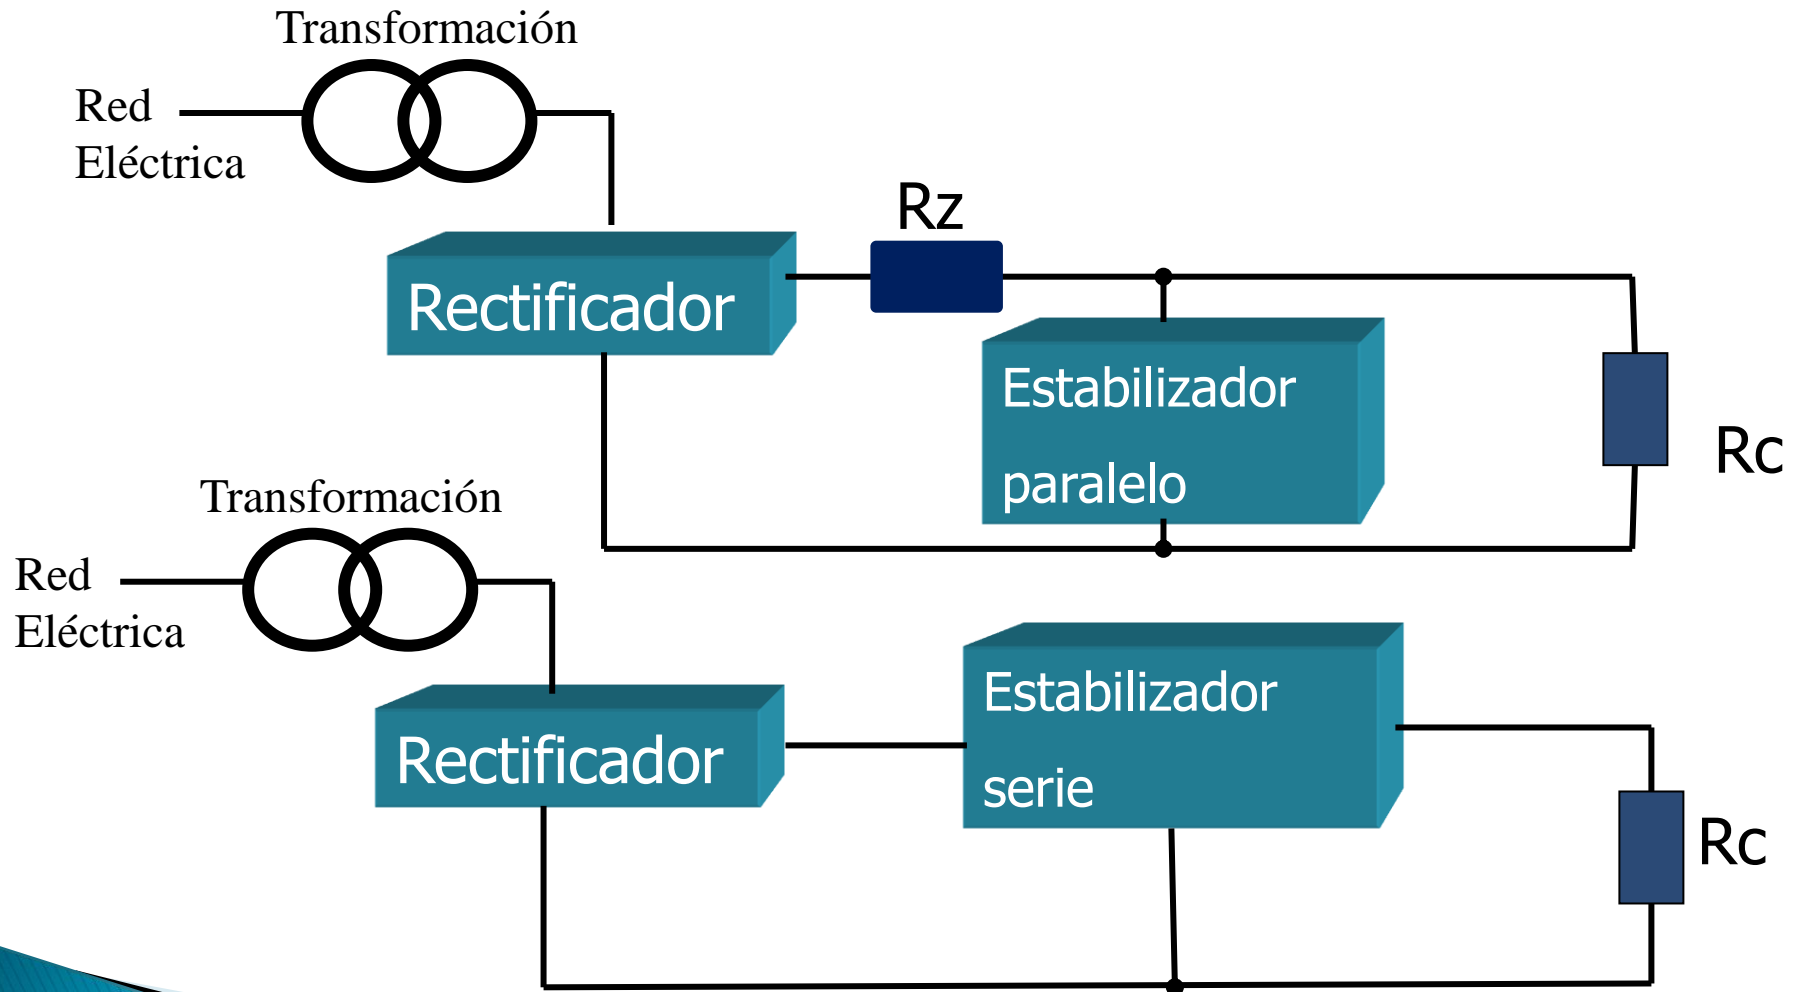 Transformación
Red
Eléctrica
Rz
Rectificador
Estabilizador
paralelo
Rc
Transformación
Red
Eléctrica
Rectificador
Estabilizador
serie
Rc